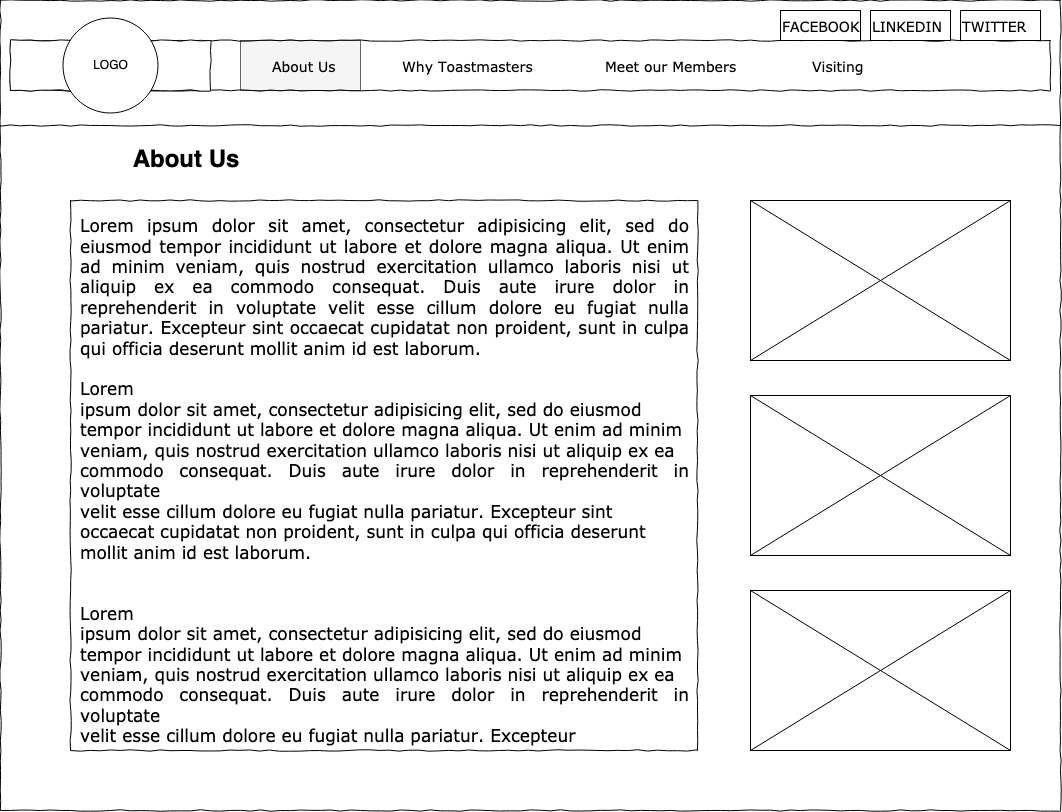 FACEBOOK LINKEDIN TWITTER
LOGO
About Us Why Toastmasters Meet our Members Visiting
About Us
Lorem ipsum dolor sit amet, consectetur adipisicing elit, sed do
eiusmod tempor incididunt ut labore et dolore magna aliqua. Ut enim
ad minim veniam, quis nostrud exercitation ullamco laboris nisi ut
aliquip ex ea commodo consequat. Duis aute irure dolor in
reprehenderit in voluptate velit esse cillum dolore eu fugiat nulla
pariatur. Excepteur sint occaecat cupidatat non proident, sunt in culpa
qui officia deserunt mollit anim id est laborum.
Lorem
ipsum dolor sit amet, consectetur adipisicing elit, sed do eiusmod
tempor incididunt ut labore et dolore magna aliqua. Ut enim ad minim
veniam, quis nostrud exercitation ullamco laboris nisi ut aliquip ex ea
commodo consequat. Duis aute irure dolor in reprehenderit in
voluptate
velit esse cillum dolore eu fugiat nulla pariatur. Excepteur sint
occaecat cupidatat non proident, sunt in culpa qui officia deserunt
mollit anim id est laborum.
Lorem
ipsum dolor sit amet, consectetur adipisicing elit, sed do eiusmod
tempor incididunt ut labore et dolore magna aliqua. Ut enim ad minim
veniam, quis nostrud exercitation ullamco laboris nisi ut aliquip ex ea
commodo consequat. Duis aute irure dolor in reprehenderit in
voluptate
velit esse cillum dolore eu fugiat nulla pariatur. Excepteur